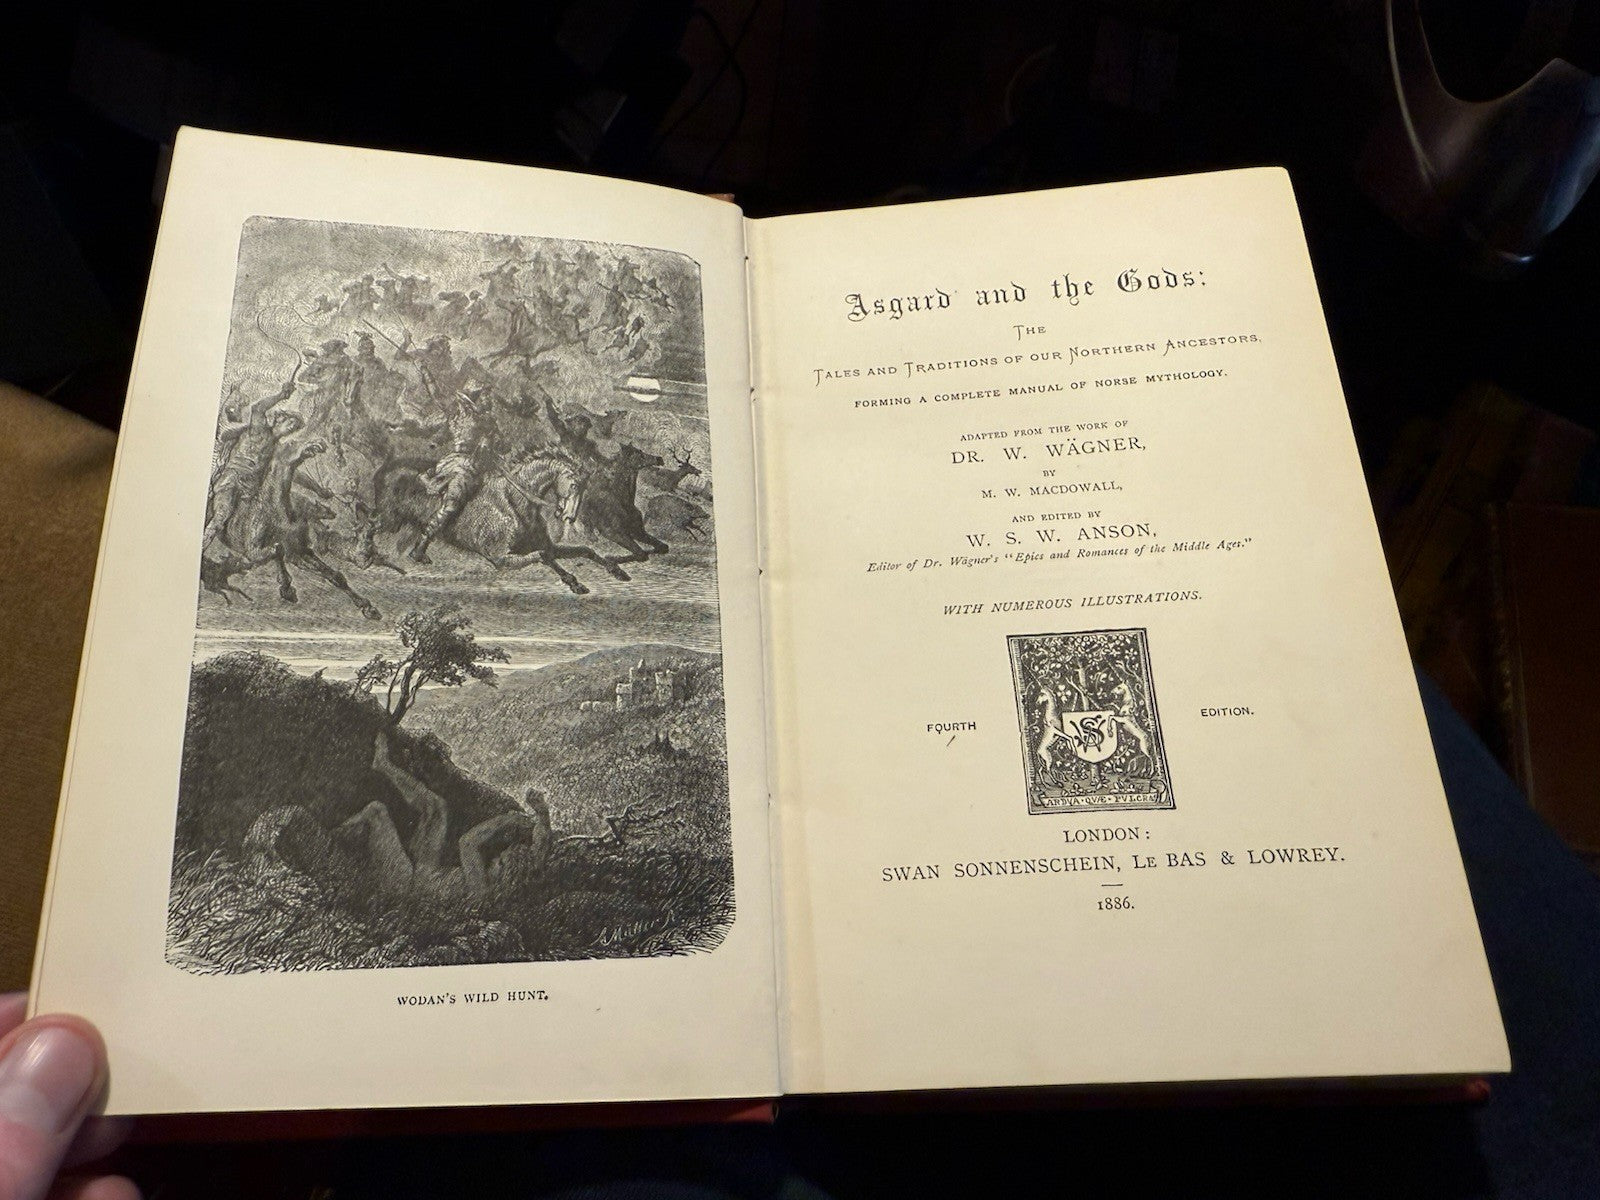 WODAN'S WILD HUNT.
Asgard and the Gods:
THE
TALES AND TRADITIONS OF OUR NORTHERN ANCESTORS,
FORMING A COMPLETE MANUAL OF NORSE MYTHOLOGY.
ADAPTED FROM THE WORK OF
DR. W. WÄGNER,
BY
M. W. MACDOWALL,
AND EDITED BY
W. S. W. ANSON,
Editor of Dr. Wägner's "Epics and Romances of the Middle Ages."
WITH NUMEROUS ILLUSTRATIONS.
FOURTH EDITION.
ARDVA·QVÆ·PVLCRA
LONDON:
SWAN SONNENSCHEIN, LE BAS & LOWREY.
1886.